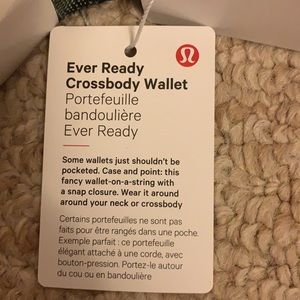 Ever Ready
Crossbody Wallet
Portefeuille
bandoulière
Ever Ready
Some wallets just shouldn't be
pocketed. Case and point: this
fancy wallet-on-a-string with
a snap closure. Wear it around
around your neck or crossbody
Certains portefeuilles ne sont pas
faits pour être rangés dans une poche.
Exemple parfait : ce portefeuille
élégant attaché à une corde, avec
bouton-pression. Portez-le autour
du cou ou en bandoulière